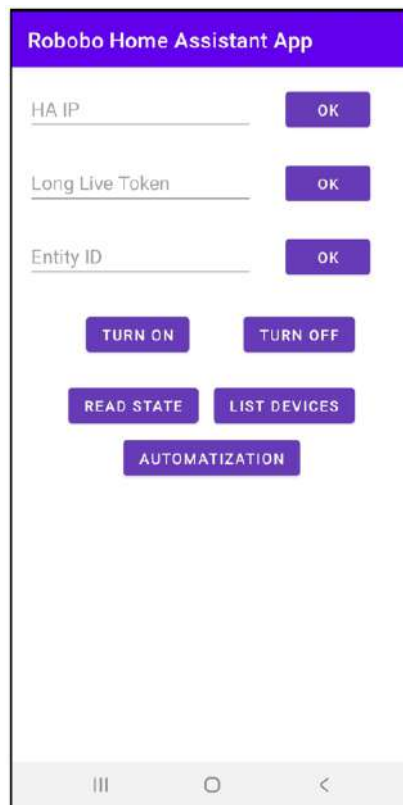 Robobo Home Assistant App
HA IP OK
Long Live Token OK
Entity ID OK
TURN ON TURN OFF
READ STATE LIST DEVICES
AUTOMATIZATION